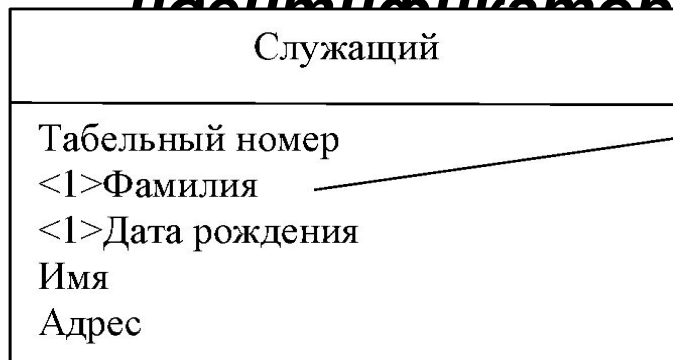 Служащий
Табельный номер
<1>Фамилия
<1>Дата рождения
Имя
Адрес